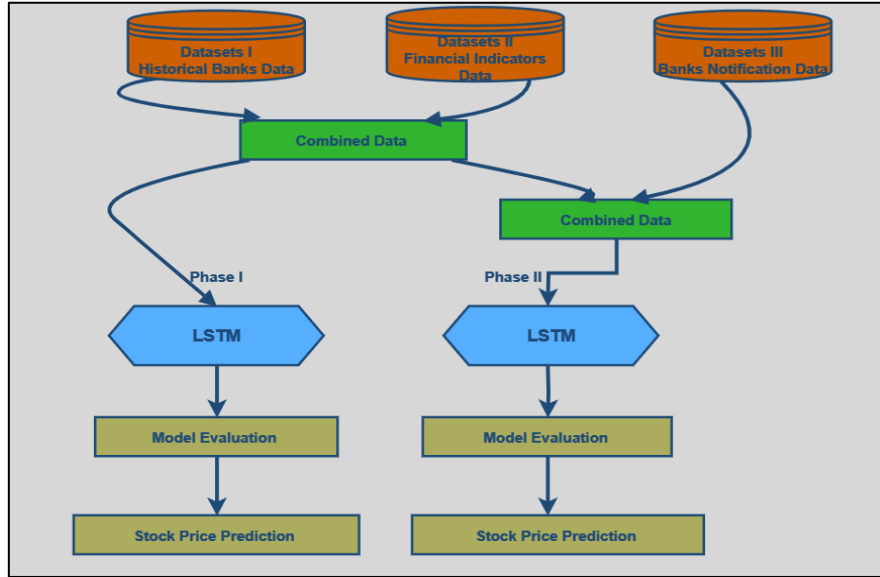 Datasets I
Historical Banks Data
Datasets II
Financial Indicators
Data
Datasets III
Banks Notification Data
Combined Data
Combined Data
Phase I
Phase II
LSTM
LSTM
Model Evaluation
Model Evaluation
Stock Price Prediction
Stock Price Prediction